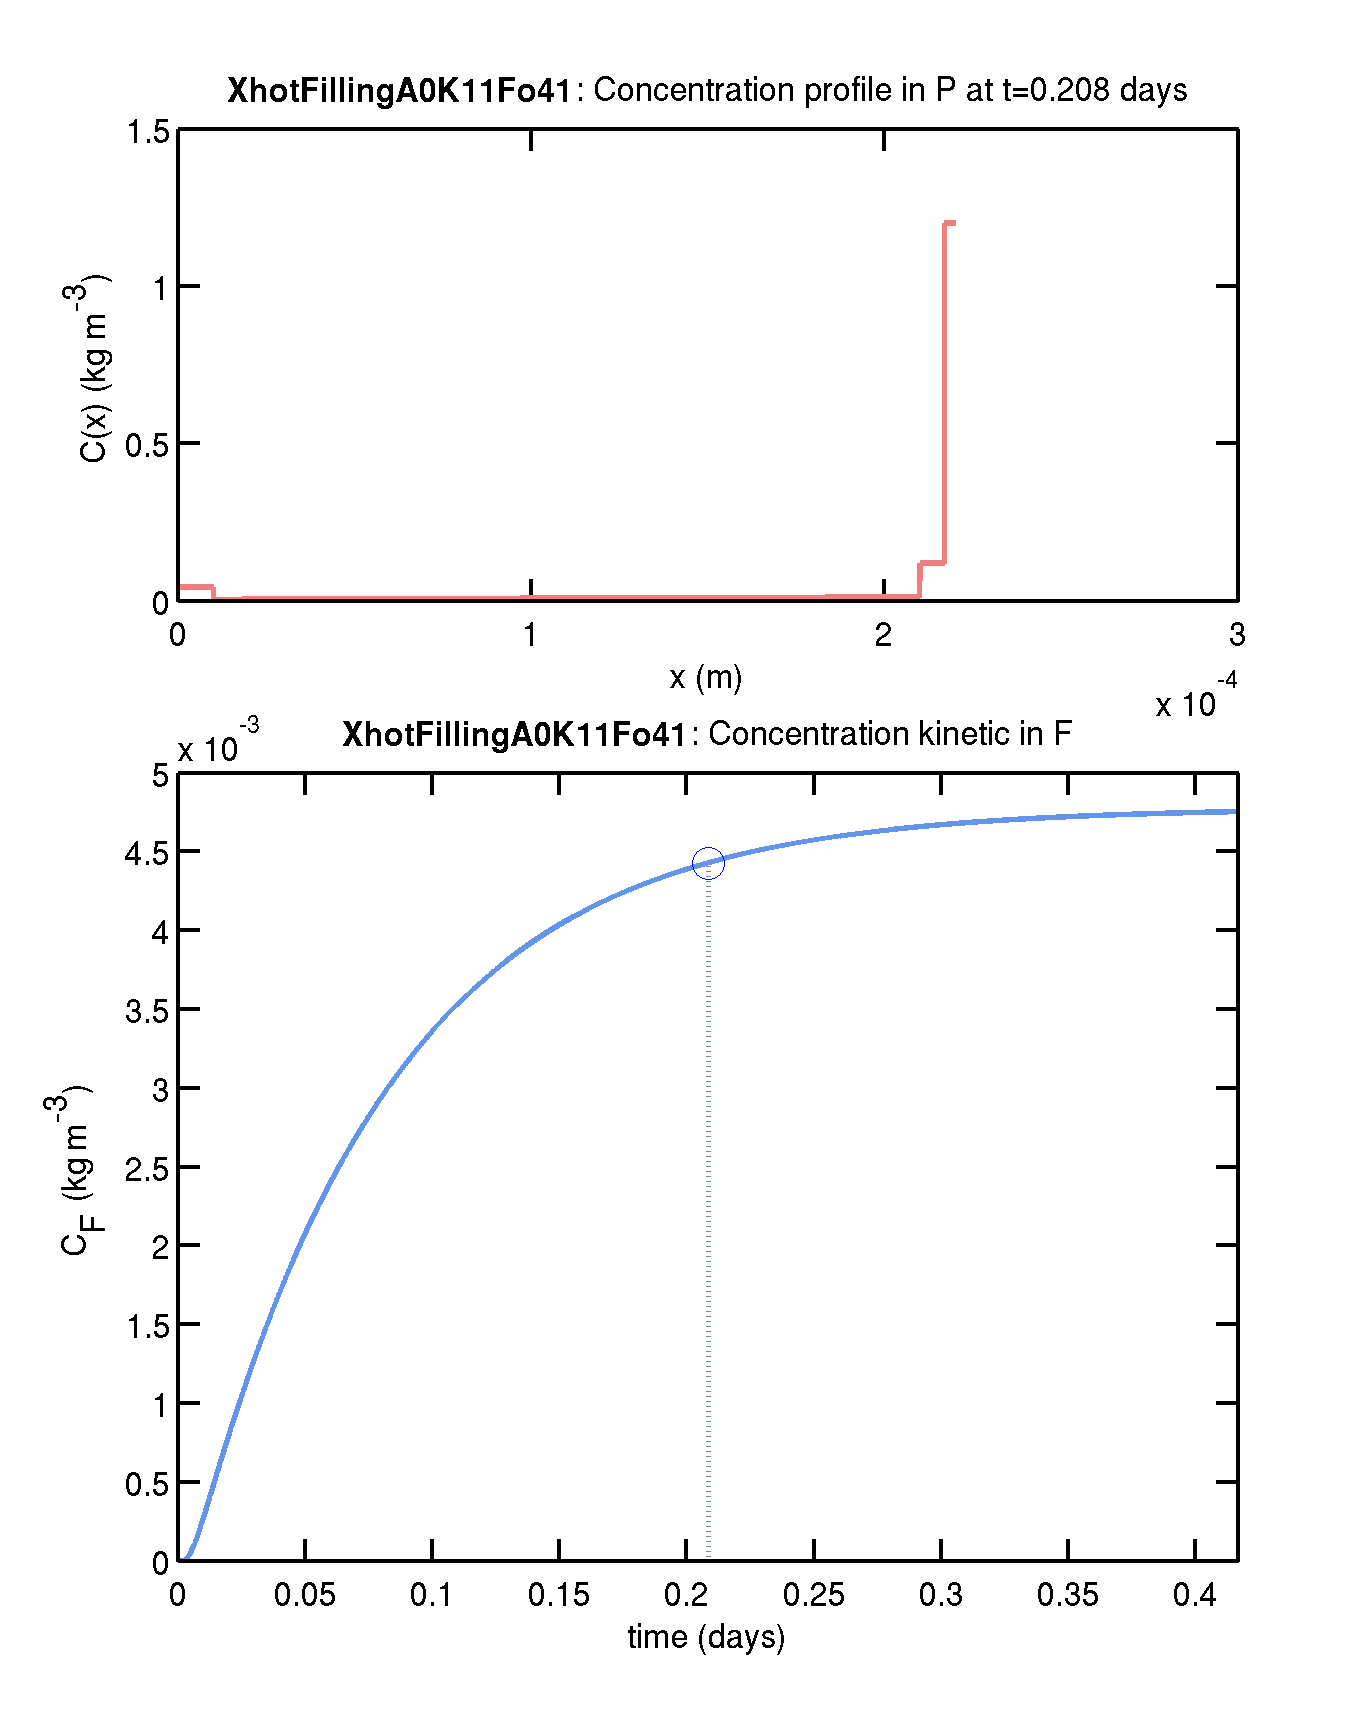 XhotFillingA0K11Fo41: Concentration profile in P at t=0.208 days
1.5
1
0.5
0
C(x) (kg m-3)
0 1 2 3
x (m)
x 10-4
XhotFillingA0K11Fo41: Concentration kinetic in F
x 10-3
5
4.5
4
3.5
3
2.5
2
1.5
1
0.5
0
CF (kg m-3)
0 0.05 0.1 0.15 0.2 0.25 0.3 0.35 0.4
time (days)